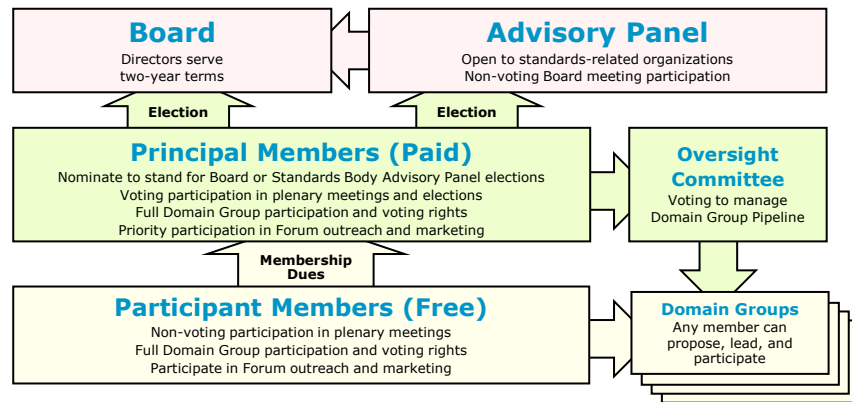 Board
Directors serve
two-year terms
Advisory Panel
Open to standards-related organizations
Non-voting Board meeting participation
Election
Election
Principal Members (Paid)
Nominate to stand for Board or Standards Body Advisory Panel elections
Voting participation in plenary meetings and elections
Full Domain Group participation and voting rights
Priority participation in Forum outreach and marketing
Oversight
Committee
Voting to manage
Domain Group Pipeline
Membership
Dues
Participant Members (Free)
Non-voting participation in plenary meetings
Full Domain Group participation and voting rights
Participate in Forum outreach and marketing
Domain Groups
Any member can
propose, lead, and
participate